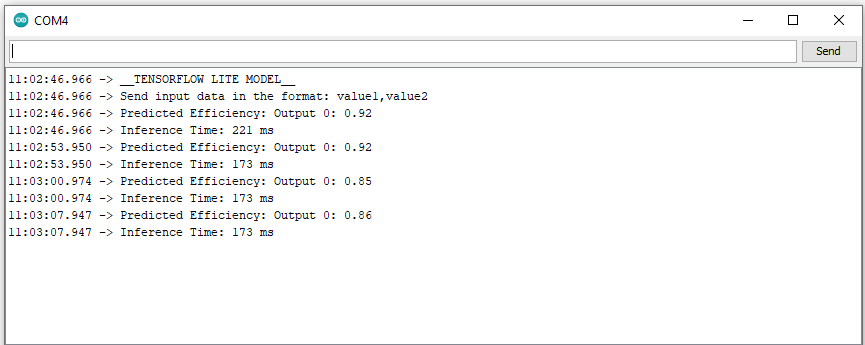 COM4
Send
11:02:46.966 -> __TENSORFLOW LITE MODEL__
11:02:46.966 -> Send input data in the format: value1,value2
11:02:46.966 -> Predicted Efficiency: Output 0: 0.92
11:02:46.966 -> Inference Time: 221 ms
11:02:53.950 -> Predicted Efficiency: Output 0: 0.92
11:02:53.950 -> Inference Time: 173 ms
11:03:00.974 -> Predicted Efficiency: Output 0: 0.85
11:03:00.974 -> Inference Time: 173 ms
11:03:07.947 -> Predicted Efficiency: Output 0: 0.86
11:03:07.947 -> Inference Time: 173 ms